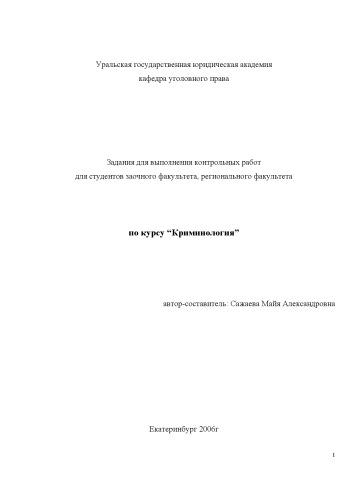 Уральская государственная юридическая академия
кафедра уголовного права
Задания для выполнения контрольных работ
для студентов заочного факультета, регионального факультета
по курсу “Криминология”
автор-составитель: Сажаева Майя Александровна
Екатеринбург 2006г
1